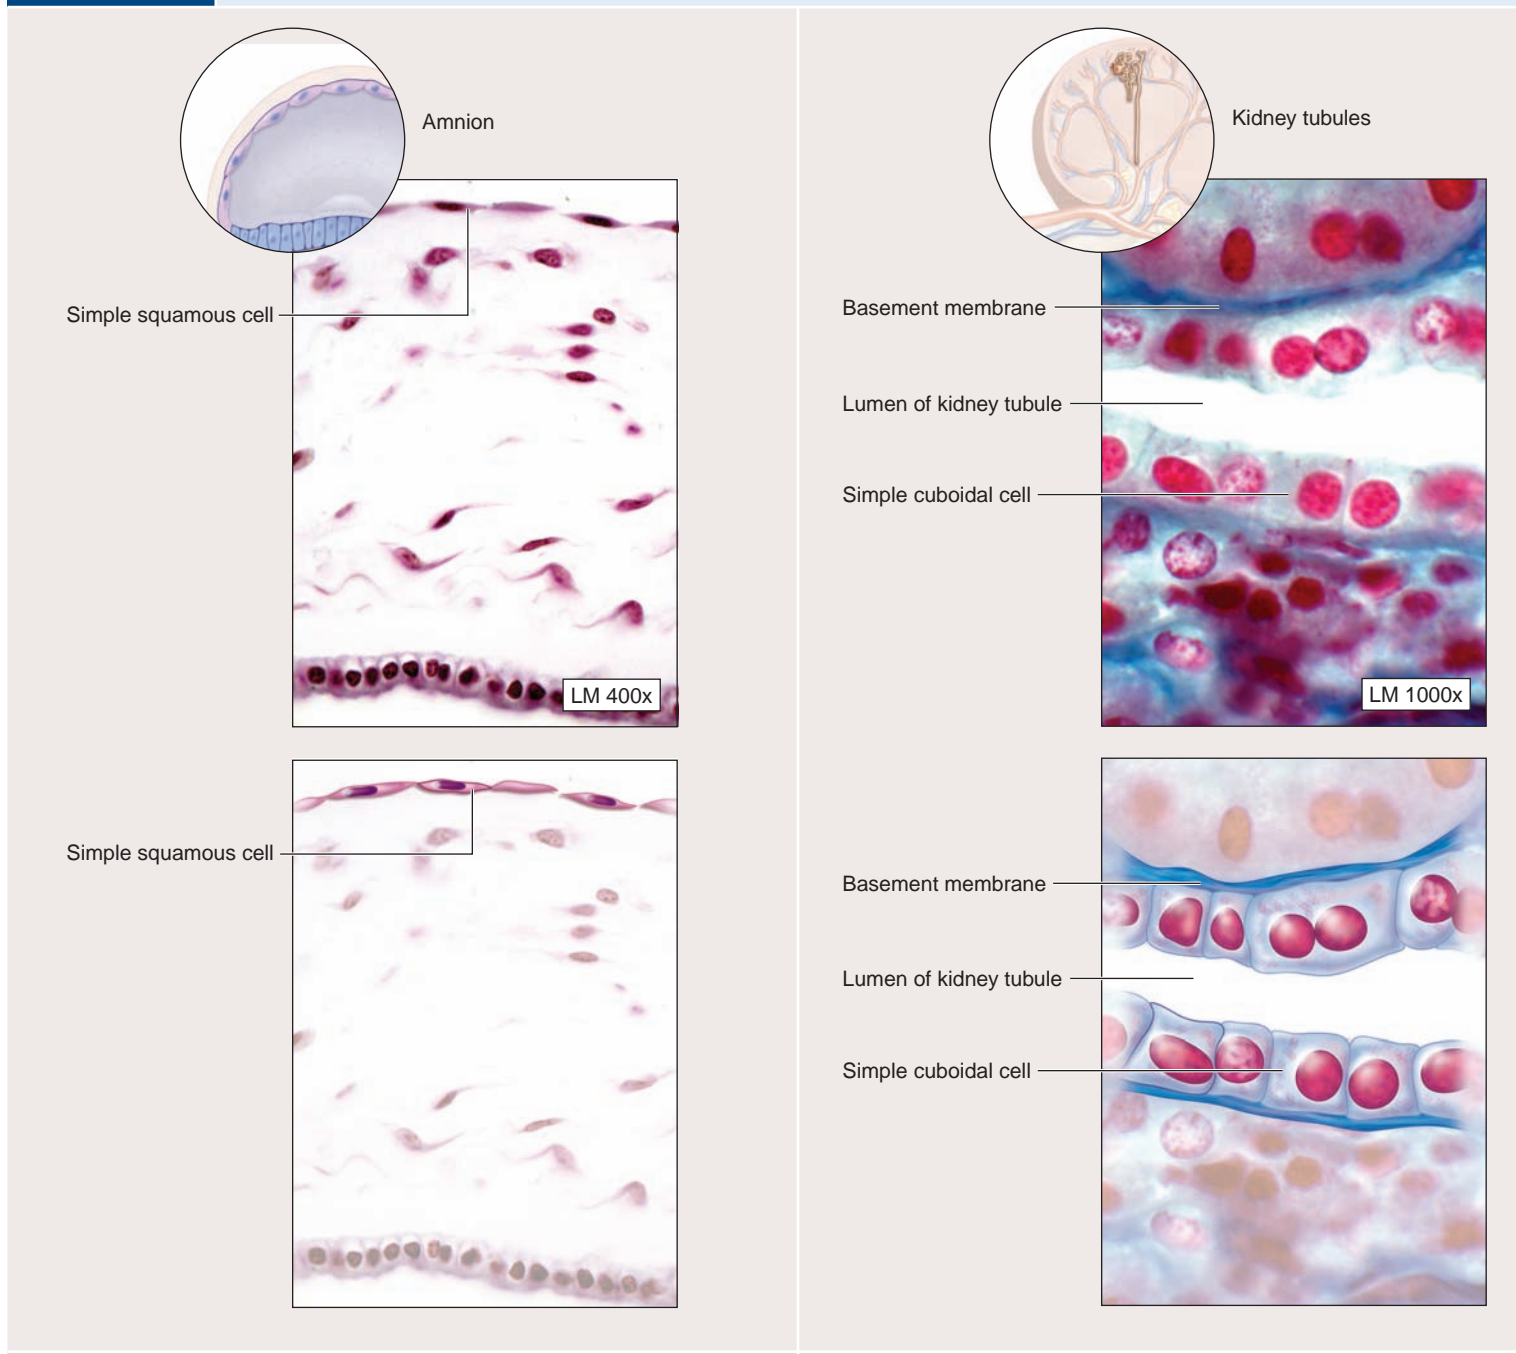 Amnion
Simple squamous cell
LM 400x
Simple squamous cell
Kidney tubules
Basement membrane
Lumen of kidney tubule
Simple cuboidal cell
LM 1000x
Basement membrane
Lumen of kidney tubule
Simple cuboidal cell